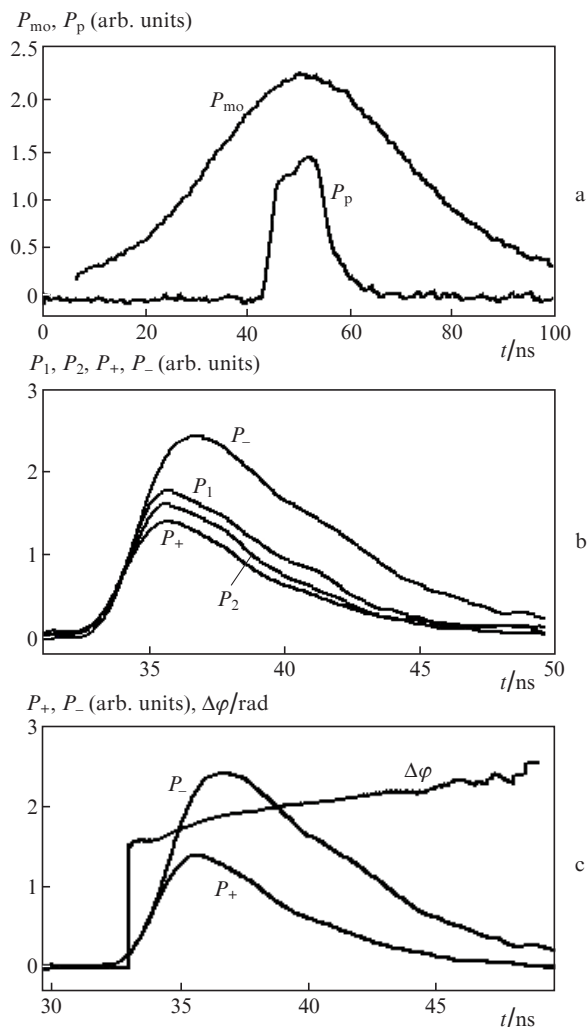 P_mo, P_p (arb. units)
2.5
2.0
P_mo
1.5
P_p
1.0
a
0.5
0
0 20 40 60 80 100
t/ns
P_1, P_2, P_+, P_− (arb. units)
3
P_−
2
P_1
P_+
1
b
P_2
0
35 40 45 50
t/ns
P_+, P_− (arb. units), Δφ/rad
3
Δφ
P_−
2
c
P_+
1
0
30 35 40 45
t/ns